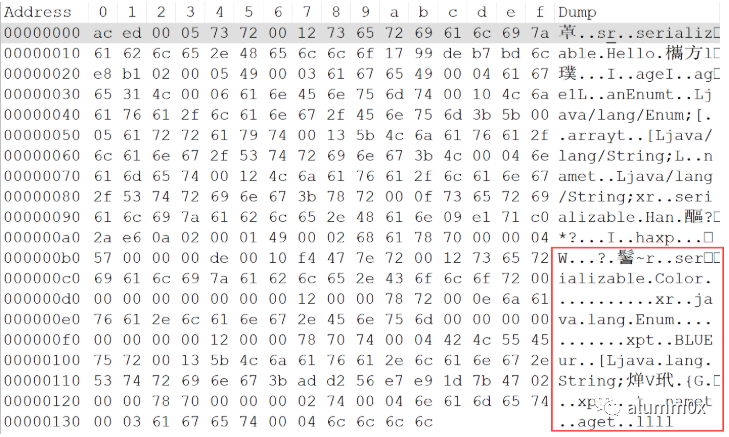 Address 0 1 2 3 4 5 6 7 8 9 a b c d e f Dump
00000000 ac ed 00 05 73 72 00 12 73 65 72 69 61 6c 69 7a .sr..serializ
00000010 61 62 6c 65 2e 48 65 6c 6c 6f 17 99 de b7 bd 6c able.Hello.
00000020 e8 b1 02 00 05 49 00 03 61 67 65 49 00 04 61 67 璞...I..ageI..ag
00000030 65 31 4c 00 06 61 6e 45 6e 75 6d 74 00 10 4c 6a e1L..anEnumt..Lj
00000040 61 76 61 2f 6c 61 6e 67 2f 45 6e 75 6d 3b 5b 00 ava/lang/Enum;[.
00000050 05 61 72 72 61 79 74 00 13 5b 4c 6a 61 76 61 2f .arrayt..[Ljava/
00000060 6c 61 6e 67 2f 53 74 72 69 6e 67 3b 4c 00 04 6e lang/String;L..n
00000070 61 6d 65 74 00 12 4c 6a 61 76 61 2f 6c 61 6e 67 amet..Ljava/lang
00000080 2f 53 74 72 69 6e 67 3b 78 72 00 0f 73 65 72 69 /String;xr..seri
00000090 61 6c 69 7a 61 62 6c 65 2e 48 61 6e 09 e1 71 c0 alizable.Han.
000000a0 2a e6 0a 02 00 01 49 00 02 68 61 78 70 00 00 04 *?...I..haxp...
000000b0 57 00 00 00 de 00 10 f4 47 7e 72 00 12 73 65 72 W...?.鬐~r..ser
000000c0 69 61 6c 69 7a 61 62 6c 65 2e 43 6f 6c 6f 72 00 ializable.Color.
000000d0 00 00 00 00 00 00 00 12 00 00 78 72 00 0e 6a 61 ..........xr..ja
000000e0 76 61 2e 6c 61 6e 67 2e 45 6e 75 6d 00 00 00 00 va.lang.Enum....
000000f0 00 00 00 00 12 00 00 78 70 74 00 04 42 4c 55 45 .......xpt..BLUE
00000100 75 72 00 13 5b 4c 6a 61 76 61 2e 6c 61 6e 67 2e ur..[Ljava.lang.
00000110 53 74 72 69 6e 67 3b ad d2 56 e7 e9 1d 7b 47 02 String;
00000120 00 00 78 70 00 00 00 02 74 00 04 6e 61 6d 65 74 ..xp
00000130 00 03 61 67 65 74 00 04 6c 6c 6c 6c ..aget..llll
alumm0x